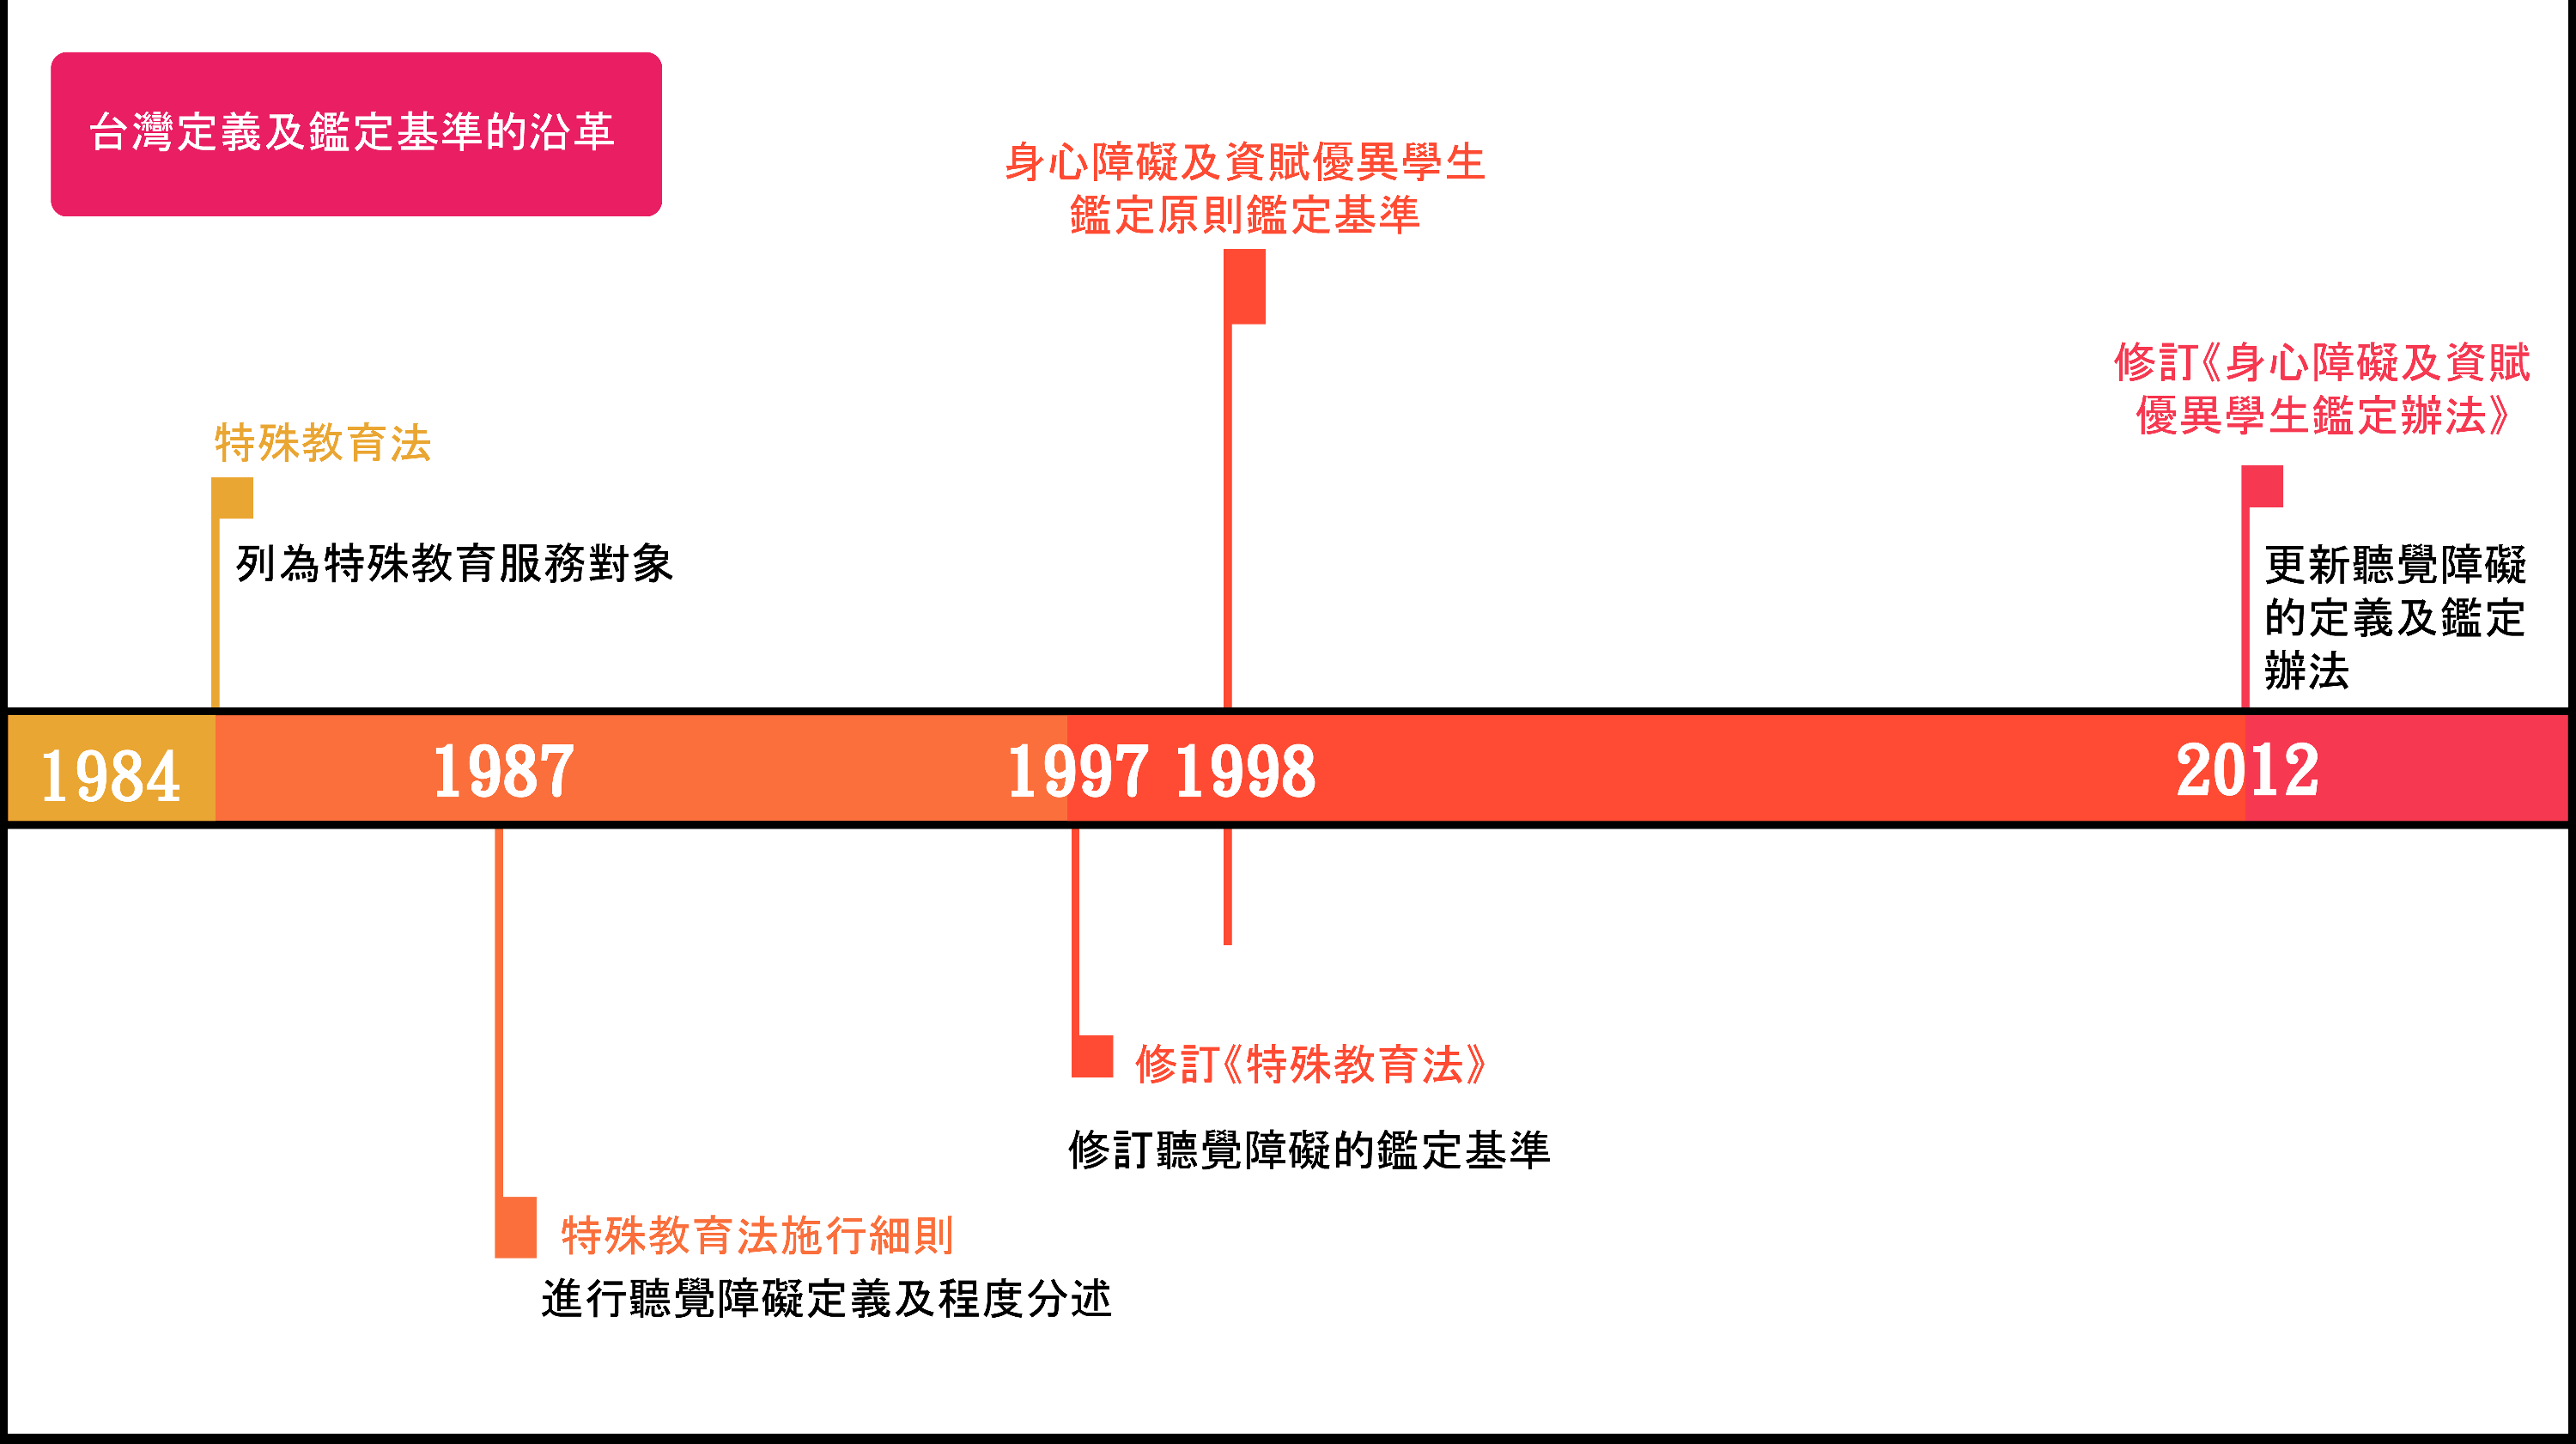 台灣定義及鑑定基準的沿革
身心障礙及資賦優異學生
鑑定原則鑑定基準
修訂《身心障礙及資賦
優異學生鑑定辦法》
特殊教育法
列為特殊教育服務對象
更新聽覺障礙
的定義及鑑定
辦法
1984
1987
1997
1998
2012
修訂《特殊教育法》
修訂聽覺障礙的鑑定基準
特殊教育法施行細則
進行聽覺障礙定義及程度分述